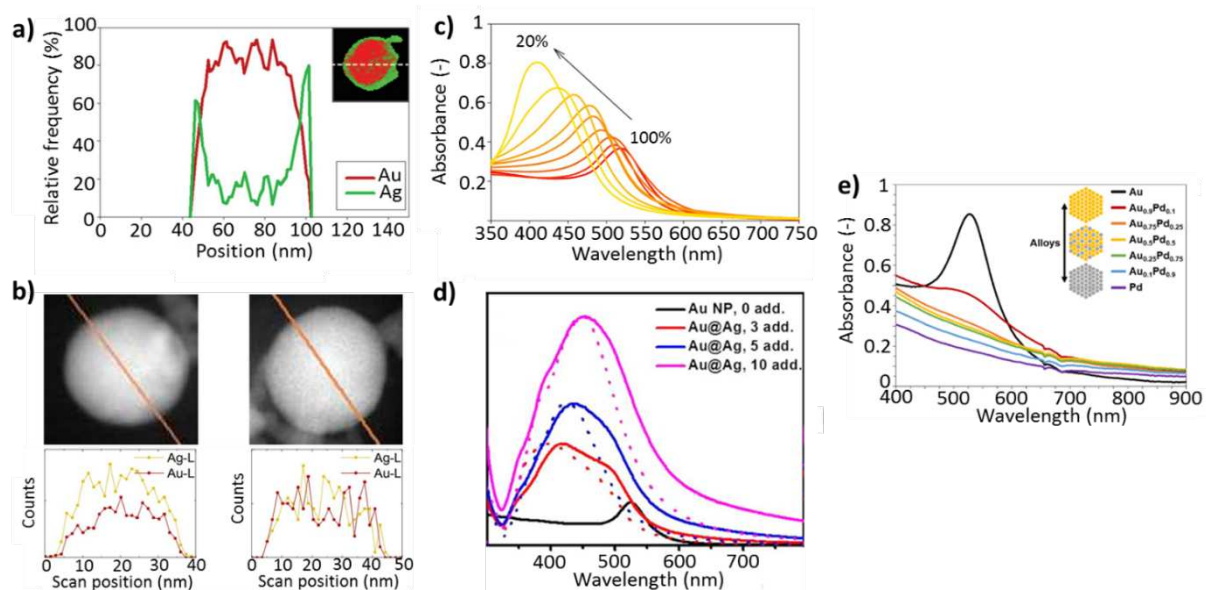 a)
Relative frequency (%)
100
80
60
40
20
0
0 20 40 60 80 100 120 140
Position (nm)
Au
Ag
b)
Counts
Ag-L
Au-L
0 10 20 30 40
Scan position (nm)
Ag-L
Au-L
0 10 20 30 40 50
Scan position (nm)
c)
Absorbance (-)
1
0.8
0.6
0.4
0.2
20%
100%
350 400 450 500 550 600 650 700 750
Wavelength (nm)
d)
Au NP, 0 add.
Au@Ag, 3 add.
Au@Ag, 5 add.
Au@Ag, 10 add.
400 500 600 700
Wavelength (nm)
e)
Absorbance (-)
1
0.8
0.6
0.4
0.2
0
Alloys
Au
Au0.9Pd0.1
Au0.75Pd0.25
Au0.5Pd0.5
Au0.25Pd0.75
Au0.1Pd0.9
Pd
400 500 600 700 800 900
Wavelength (nm)